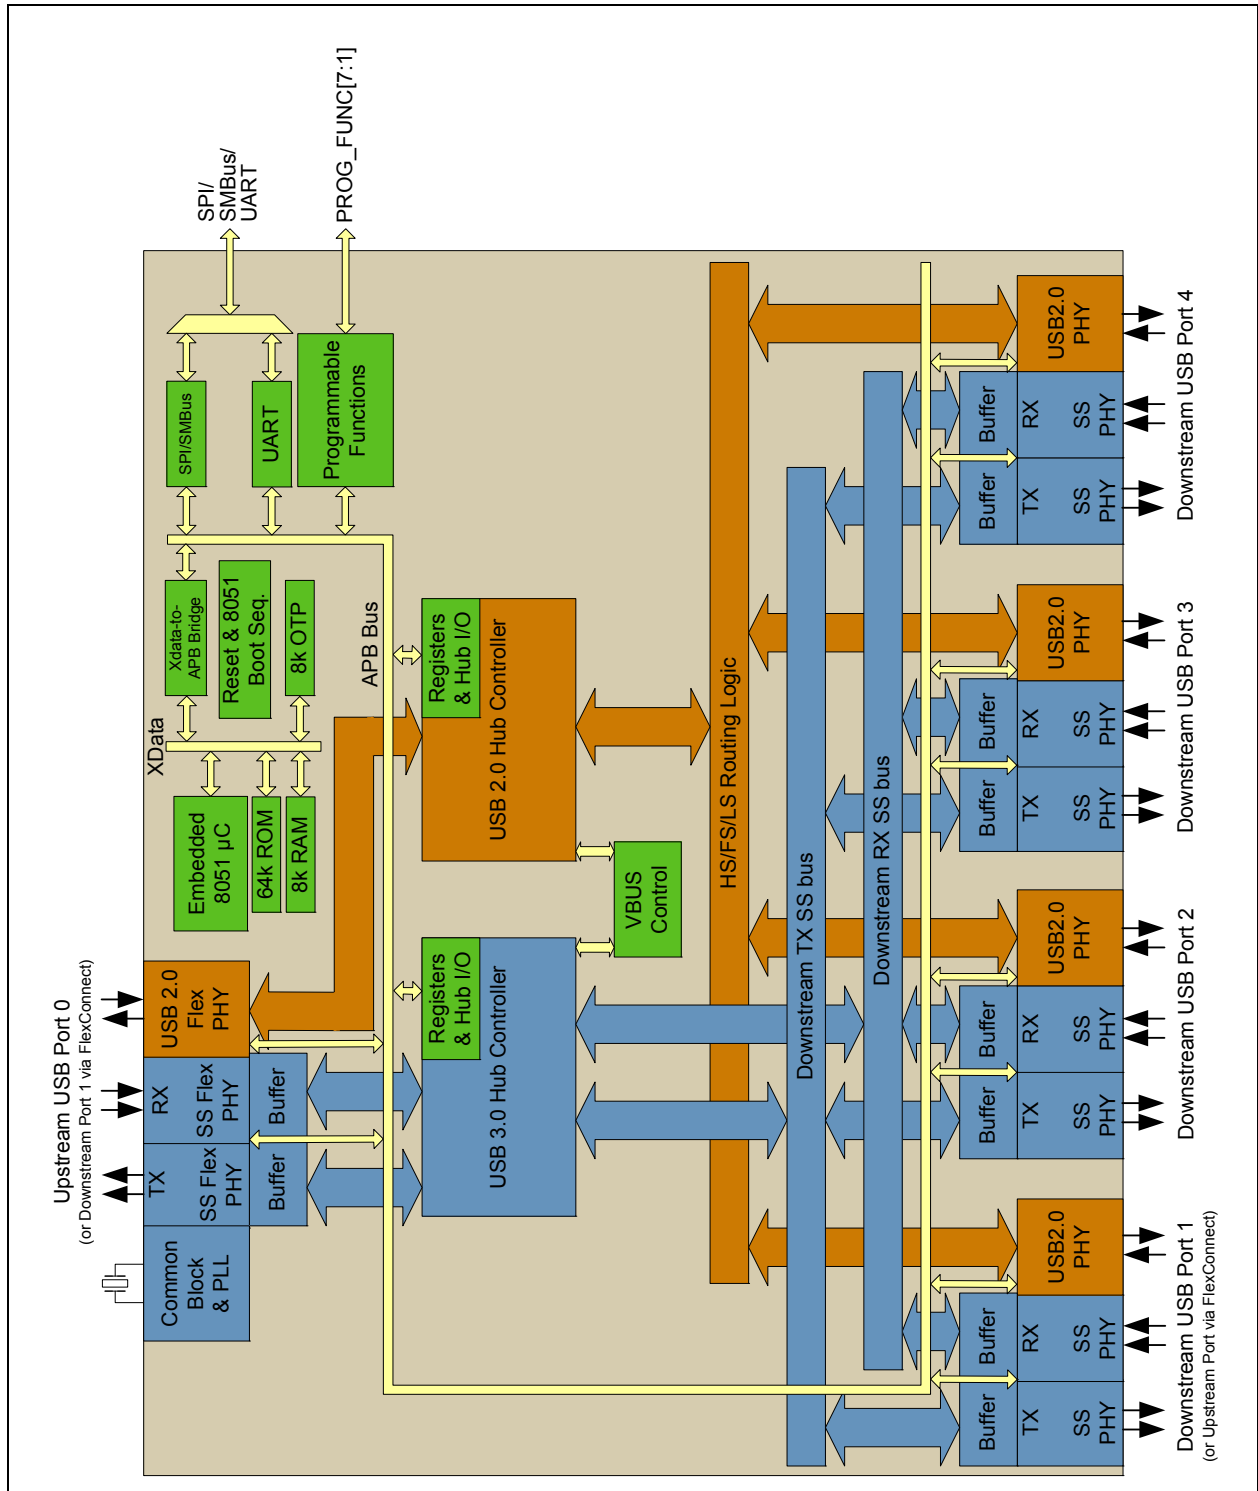 Upstream USB Port 0
(or Downstream Port 1 via FlexConnect)
Common
Block
& PLL
TX
SS Flex
PHY
Buffer
RX
SS Flex
PHY
Buffer
USB 2.0
Flex
PHY
Embedded
8051 µC
64k ROM
8k RAM
XData
Xdata-to-
APB Bridge
Reset & 8051
Boot Seq.
8k OTP
SPI/SMBus
UART
Programmable
Functions
SPI/
SMBus/
UART
PROG_FUNC[7:1]
APB Bus
Registers
& Hub I/O
USB 3.0 Hub Controller
Registers
& Hub I/O
USB 2.0 Hub Controller
VBUS
Control
HS/FS/LS Routing Logic
Downstream TX SS bus
Downstream RX SS bus
Buffer
TX
SS
PHY
Buffer
RX
SS
PHY
USB2.0
PHY
Buffer
TX
SS
PHY
Buffer
RX
SS
PHY
USB2.0
PHY
Buffer
TX
SS
PHY
Buffer
RX
SS
PHY
USB2.0
PHY
Buffer
TX
SS
PHY
Buffer
RX
SS
PHY
USB2.0
PHY
Downstream USB Port 1
(or Upstream Port via FlexConnect)
Downstream USB Port 2
Downstream USB Port 3
Downstream USB Port 4